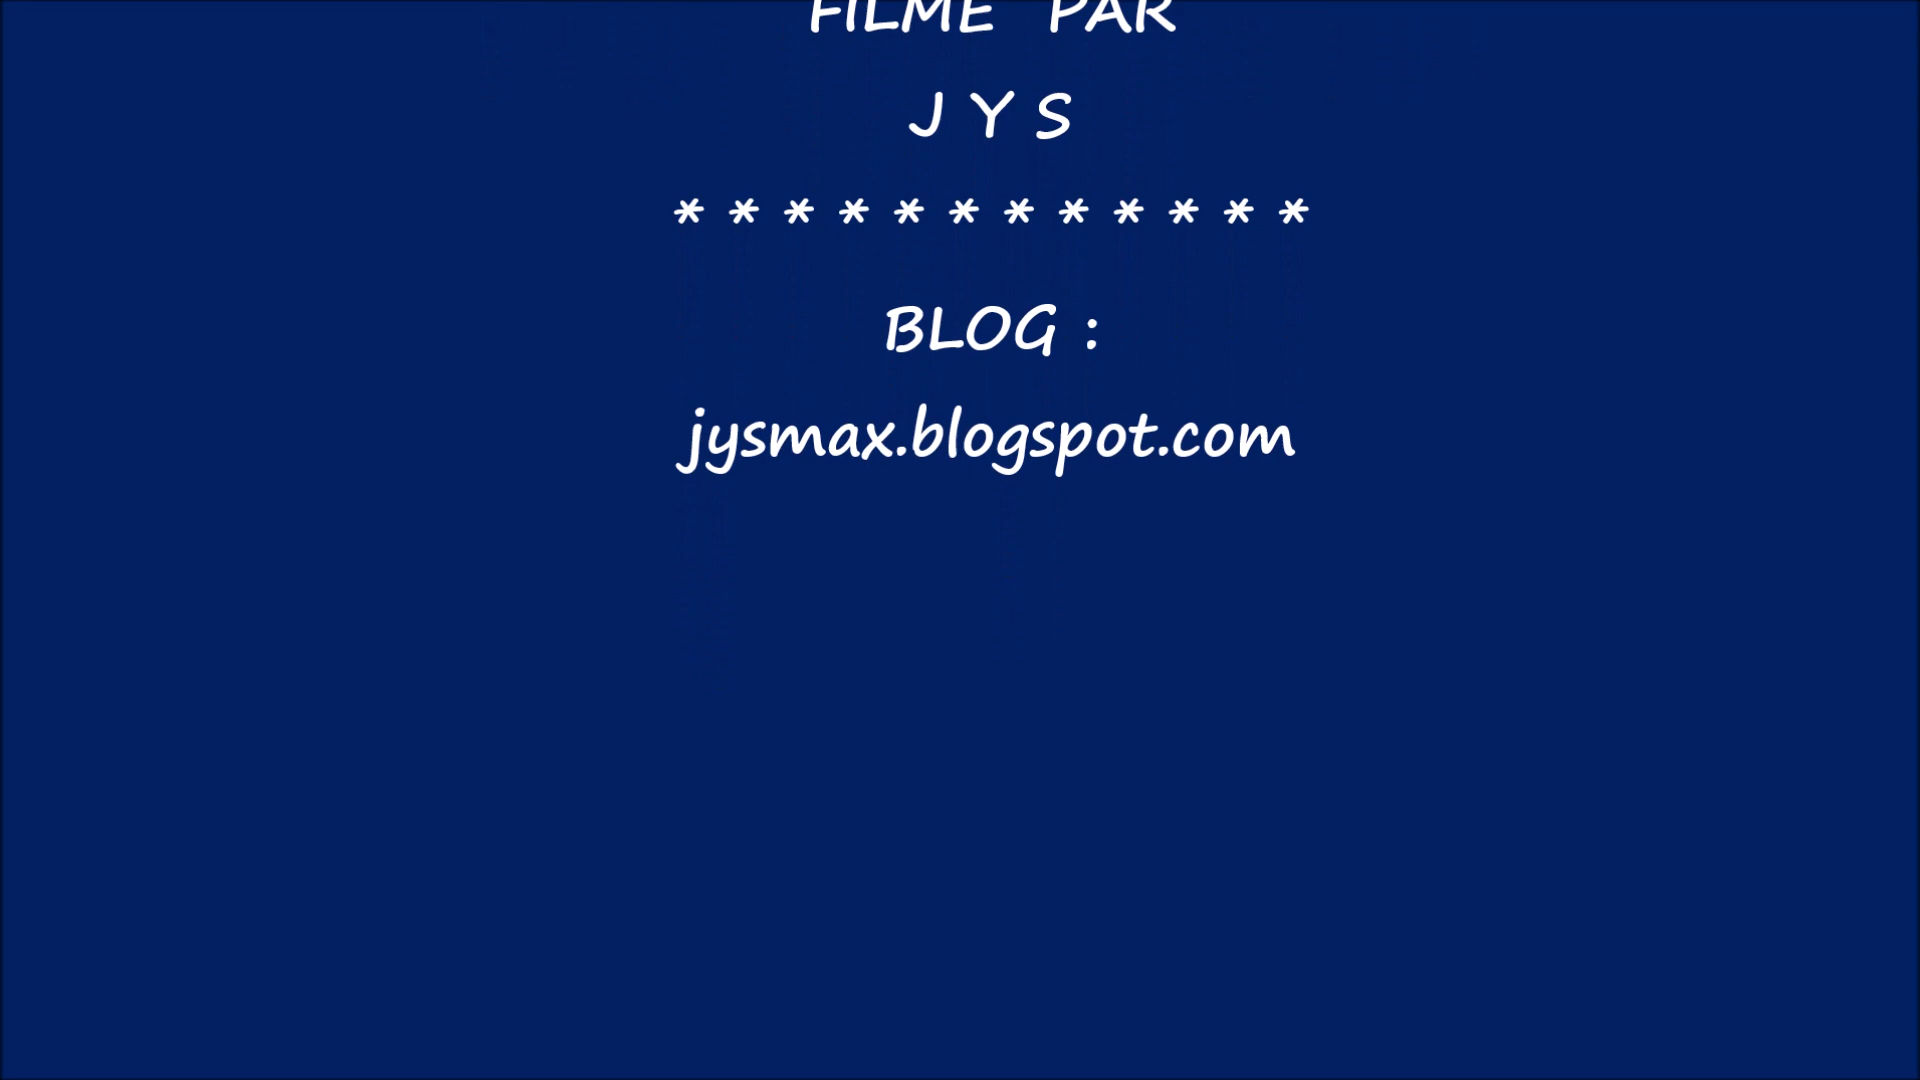 FILME PAR
J Y S
* * * * * * * * * * * *
BLOG :
jysmax.blogspot.com